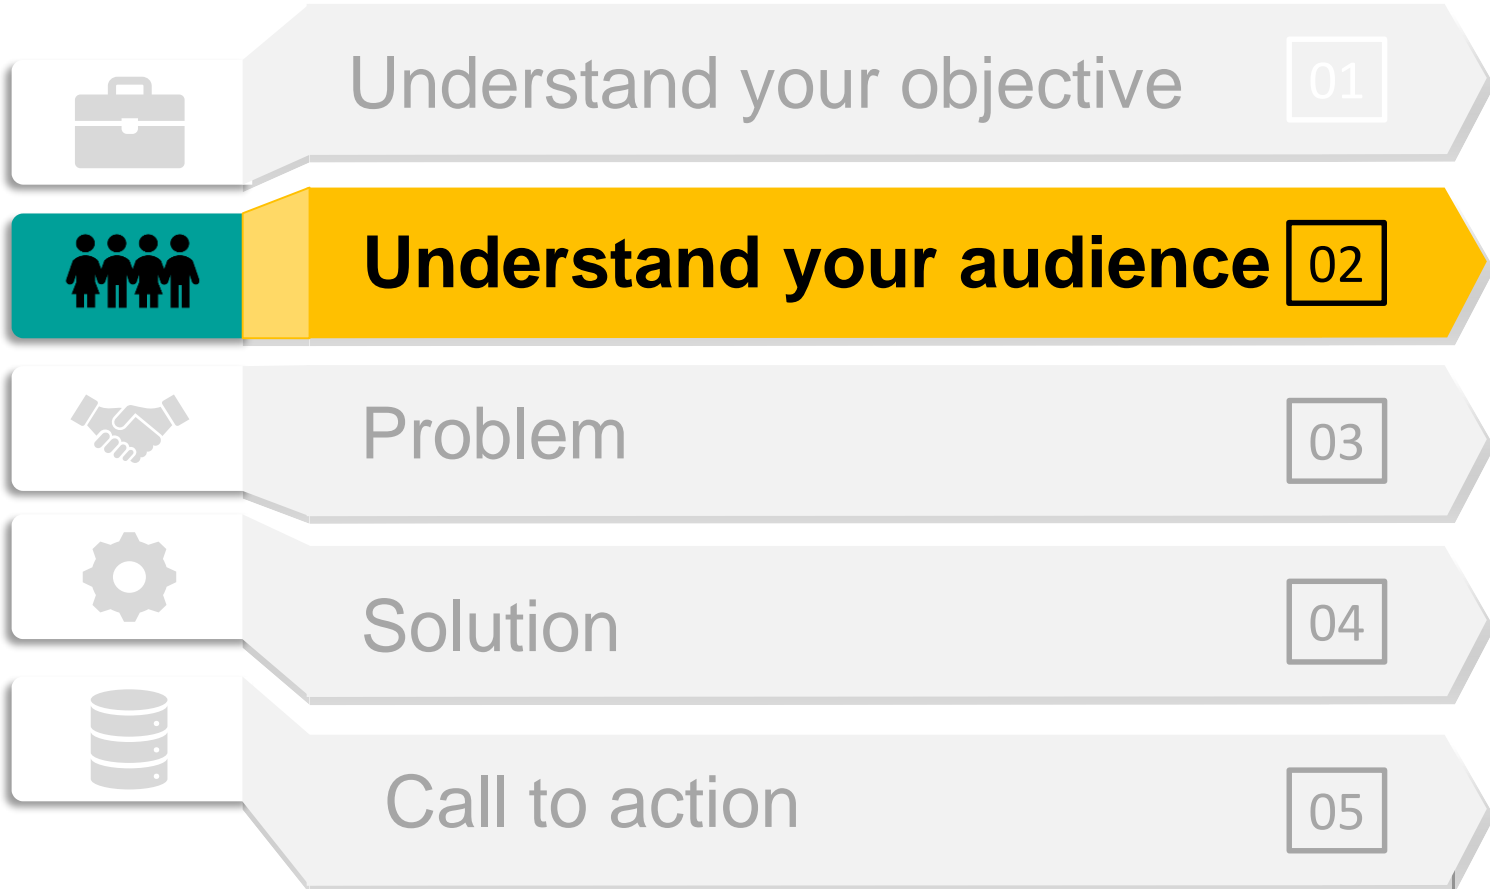 Understand your objective 01
Understand your audience 02
Problem 03
Solution 04
Call to action 05